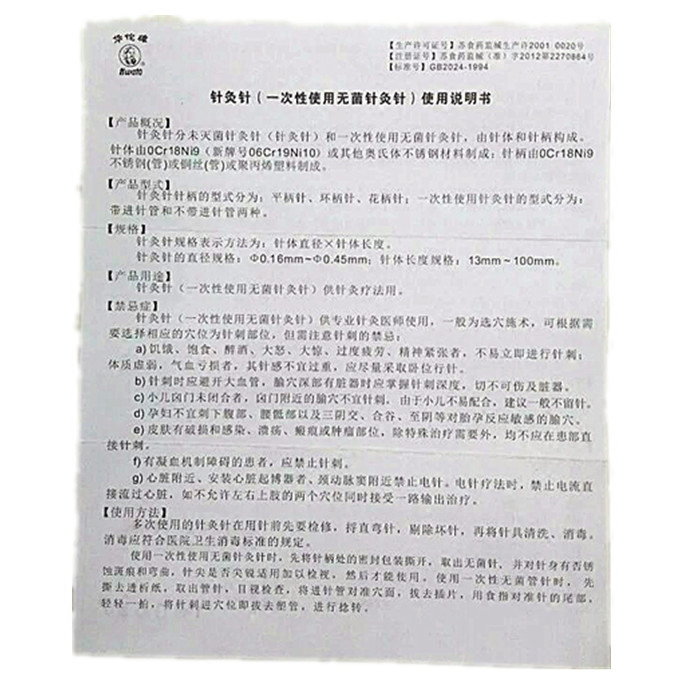 华佗牌
Hwato
【生产许可证号】苏食药监械生产许2001 0020号
【注册证号】苏食药监械（准）字2012第2270864号
【标准号】GB2024-1994
针灸针（一次性使用无菌针灸针）使用说明书
【产品概况】
针灸针分未灭菌针灸针（针灸针）和一次性使用无菌针灸针，由针体和针柄构成。
针体由0Cr18Ni9（新牌号06Cr19Ni10）或其他奥氏体不锈钢材料制成；针柄由0Cr18Ni9
不锈钢(管)或铜丝(管)或聚丙烯塑料制成。
【产品型式】
针灸针针柄的型式分为：平柄针、环柄针、花柄针；一次性使用针灸针的型式分为：
带进针管和不带进针管两种。
【规格】
针灸针规格表示方法为：针体直径×针体长度。
针灸针的直径规格：Φ0.16mm~Φ0.45mm；针体长度规格：13mm~100mm。
【产品用途】
针灸针（一次性使用无菌针灸针）供针灸疗法用。
【禁忌症】
针灸针（一次性使用无菌针灸针）供专业针灸医师使用，一般为选穴施术，可根据需
要选择相应的穴位为针刺部位，但需注意针刺的禁忌：
a)饥饿、饱食、醉酒、大怒、大惊、过度疲劳、精神紧张者，不易立即进行针刺；
体质虚弱，气血亏损者，其针感不宜过重，应尽量采取卧位行针。
b)针刺时应避开大血管，腧穴深部有脏器时应掌握针刺深度，切不可伤及脏器。
c)小儿囟门未闭合者，囟门附近的腧穴不宜针刺，由于小儿不易配合，建议一般不留针。
d)孕妇不宜刺下腹部、腰骶部以及三阴交、合谷、至阴等对胎孕反应敏感的腧穴。
e)皮肤有破损和感染、溃疡、瘢痕或肿瘤部位，除特殊治疗需要外，均不应在患部直
接针刺。
f)有凝血机制障碍的患者，应禁止针刺。
g)心脏附近、安装心脏起博器者、颈动脉窦附近禁止电针。电针疗法时，禁止电流直
接流过心脏，如不允许左右上肢的两个穴位同时接受一路输出治疗。
【使用方法】
多次使用的针灸针在用针前先要检修，捋直弯针，剔除坏针，再将针具清洗、消毒。
消毒应符合医院卫生消毒标准的规定。
使用一次性使用无菌针灸针时，先将针柄处的密封包装撕开，取出无菌针，并对针身有否锈
蚀斑痕和弯曲，针尖是否尖锐适用加以检视，然后才能使用。使用一次性无菌管针时，先
撕去透析纸，取出管针，目视检查，将进针管对准穴面，拔去插片，用食指对准针的尾部，
轻轻一拍，将针刺进穴位即拔去塑管，进行捻转。